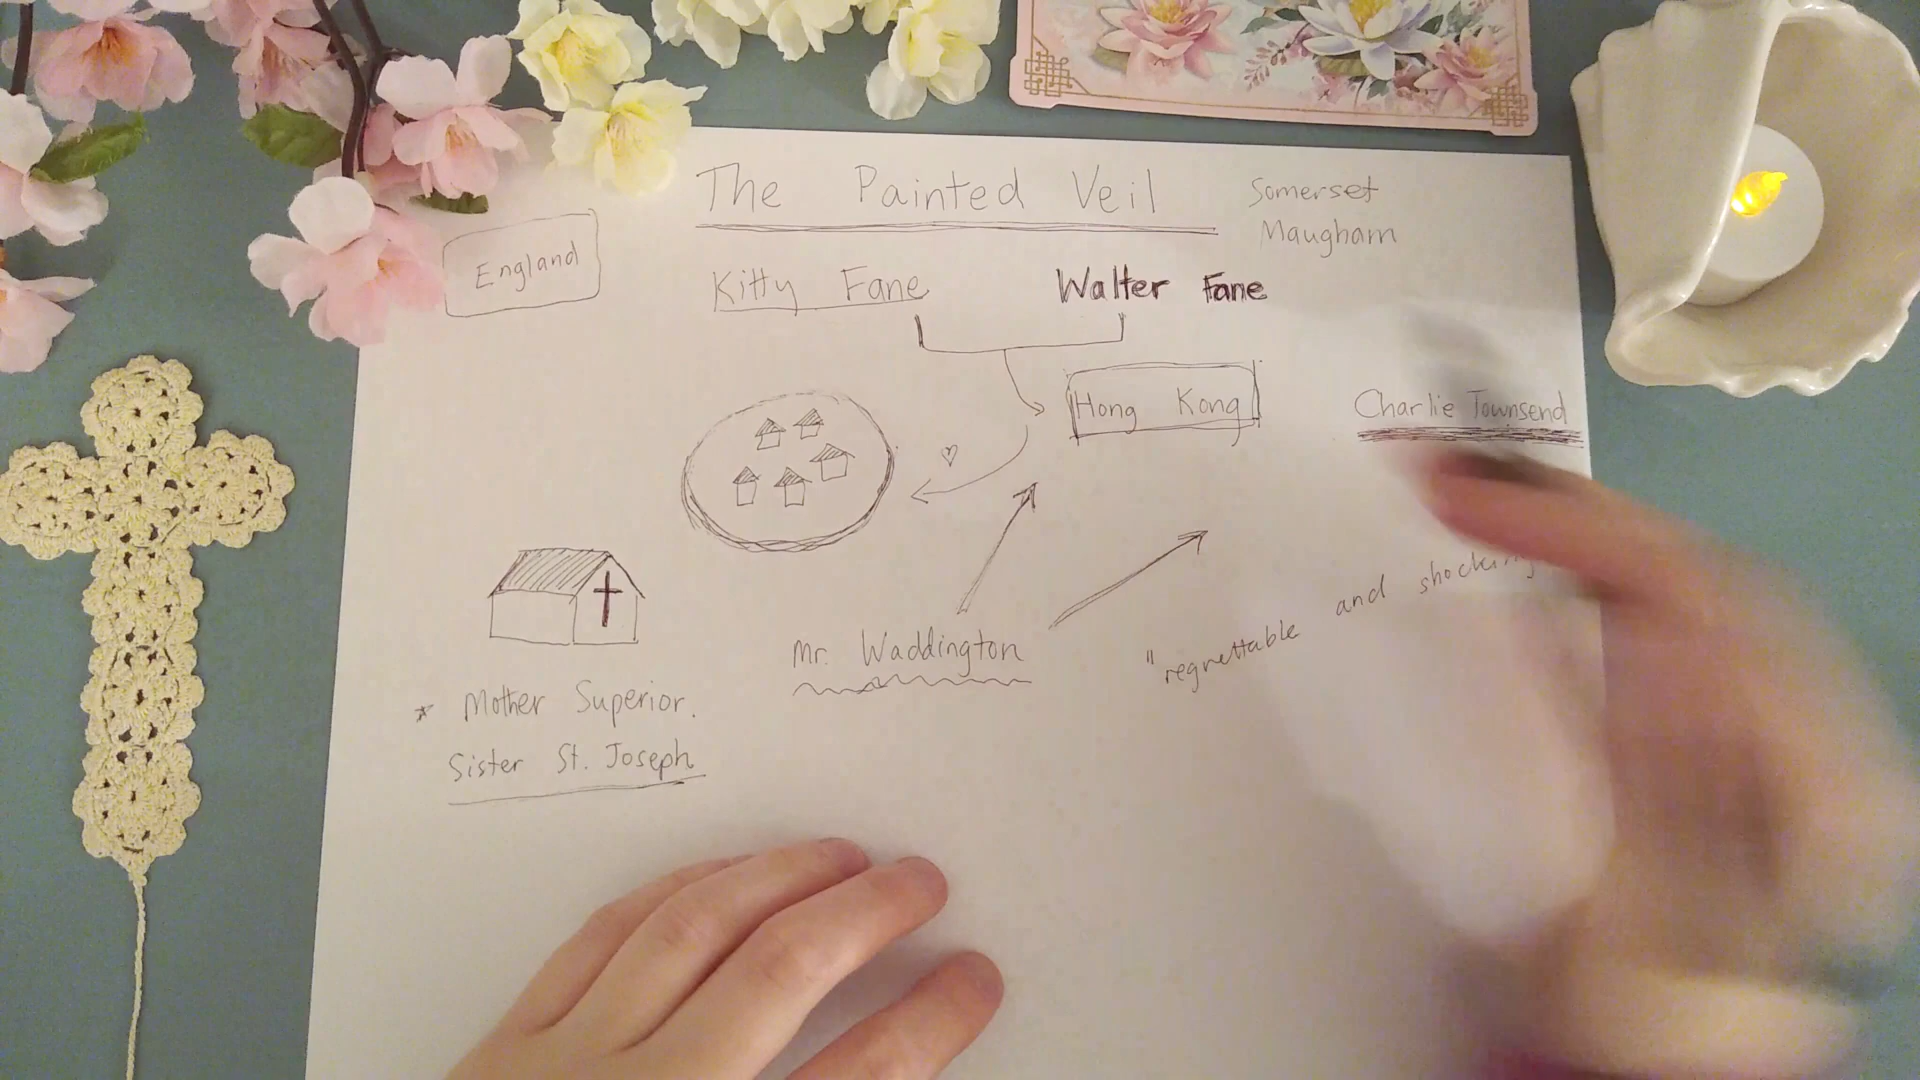 The Painted Veil
Somerset
Maugham
England
Kitty Fane
Walter Fane
Hong Kong
Charlie Townsend
"regrettable and shocking
Mr. Waddington
* Mother Superior.
Sister St. Joseph